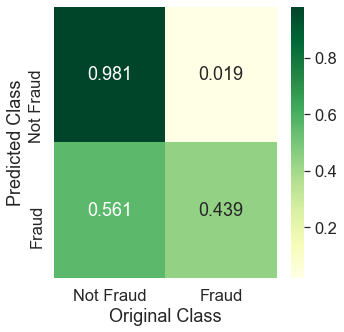 Predicted Class
Not Fraud
Fraud
0.981 0.019
0.561 0.439
Not Fraud Fraud
Original Class
0.8
0.6
0.4
0.2